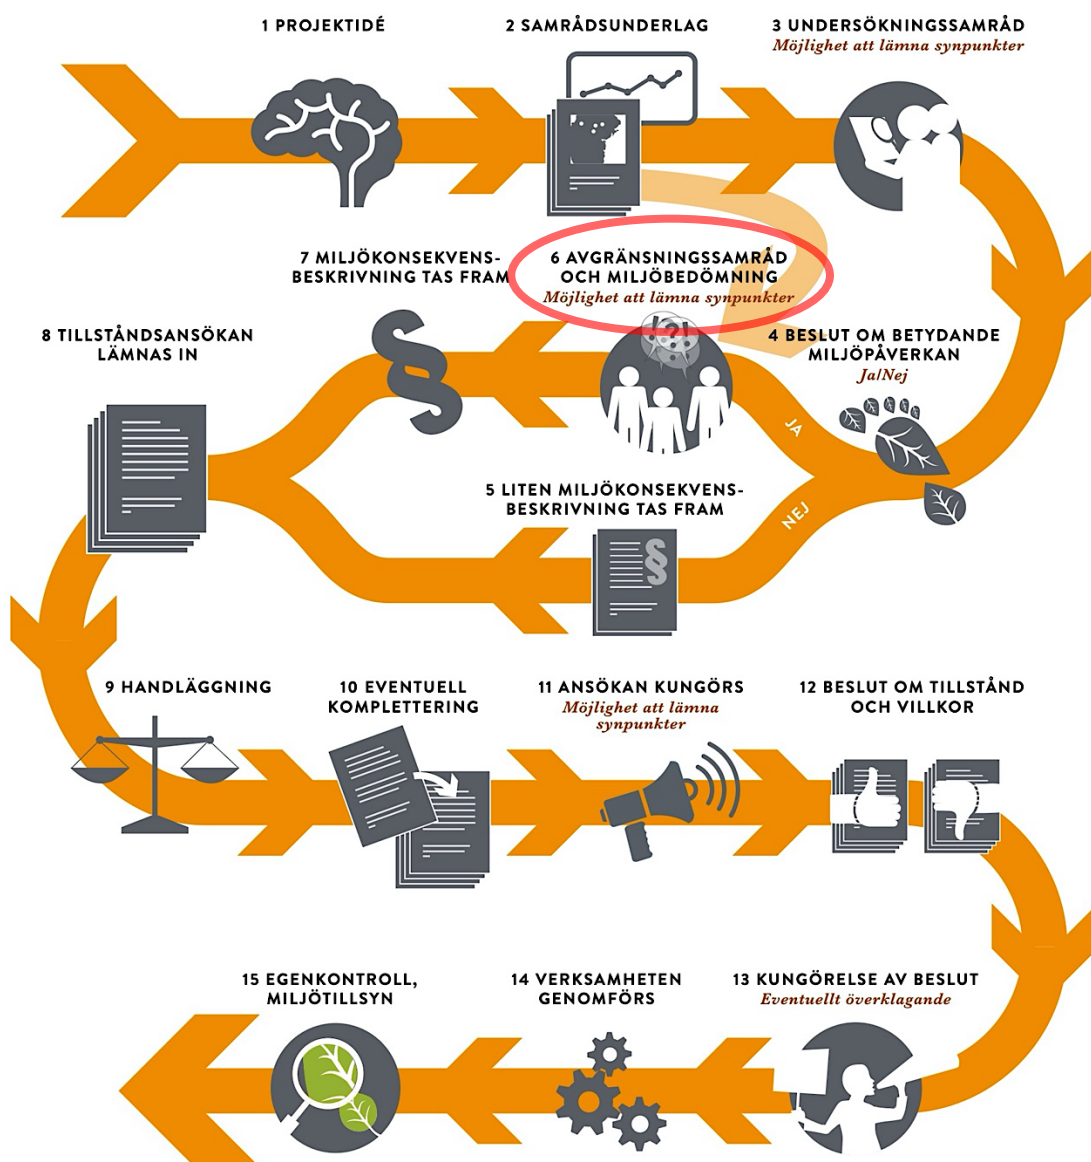 1 PROJEKTIDÉ
2 SAMRÅDSUNDERLAG
3 UNDERSÖKNINGSSAMRÅD
Möjlighet att lämna synpunkter
4 BESLUT OM BETYDANDE
MILJÖPÅVERKAN
Ja/Nej
JA
NEJ
5 LITEN MILJÖKONSEKVENS-
BESKRIVNING TAS FRAM
6 AVGRÄNSNINGSSAMRÅD
OCH MILJÖBEDÖMNING
Möjlighet att lämna synpunkter
!?!
7 MILJÖKONSEKVENS-
BESKRIVNING TAS FRAM
§
§
8 TILLSTÅNDSANSÖKAN
LÄMNAS IN
9 HANDLÄGGNING
10 EVENTUELL
KOMPLETTERING
11 ANSÖKAN KUNGÖRS
Möjlighet att lämna
synpunkter
12 BESLUT OM TILLSTÅND
OCH VILLKOR
13 KUNGÖRELSE AV BESLUT
Eventuellt överklagande
14 VERKSAMHETEN
GENOMFÖRS
15 EGENKONTROLL,
MILJÖTILLSYN